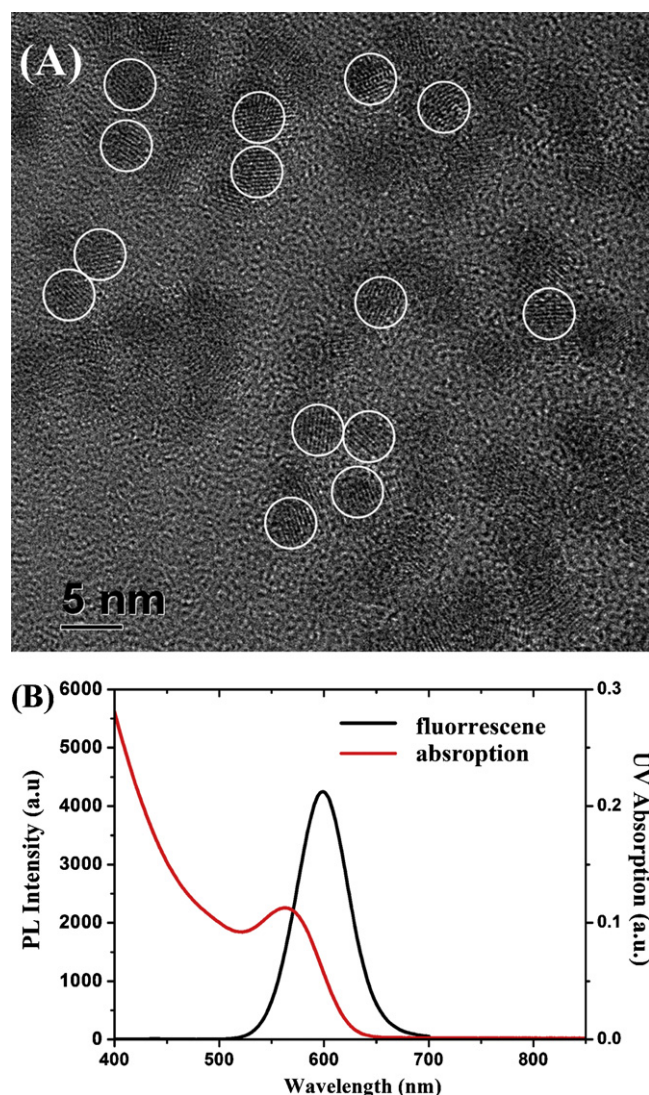 (A)
5 nm
(B)
fluorrescene
absroption
6000
5000
4000
3000
2000
1000
0
PL Intensity (a.u)
0.3
0.2
0.1
0.0
UV Absorption (a.u.)
400 500 600 700 800
Wavelength (nm)